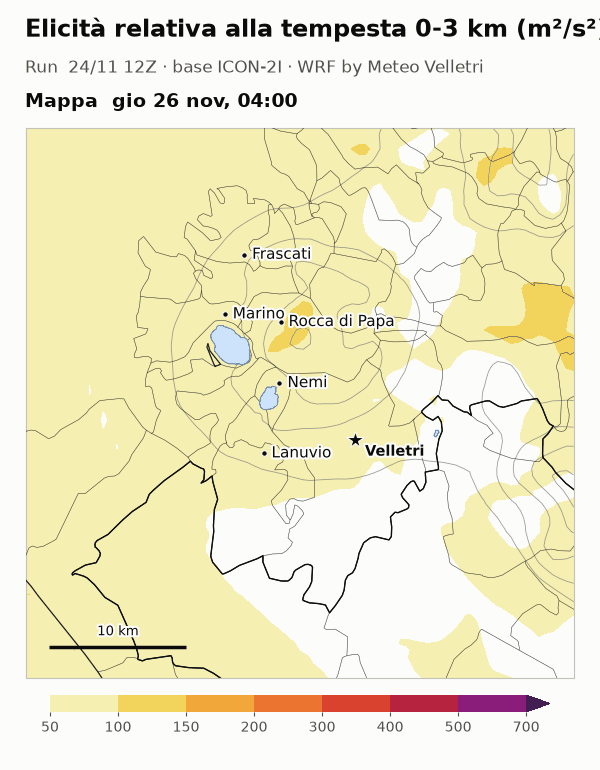 Elicità relativa alla tempesta 0-3 km (m²/s²)
Run 24/11 12Z · base ICON-2I · WRF by Meteo Velletri
Mappa gio 26 nov, 04:00
Frascati
Marino
Rocca di Papa
Nemi
Velletri
Lanuvio
10 km
50 100 150 200 300 400 500 700